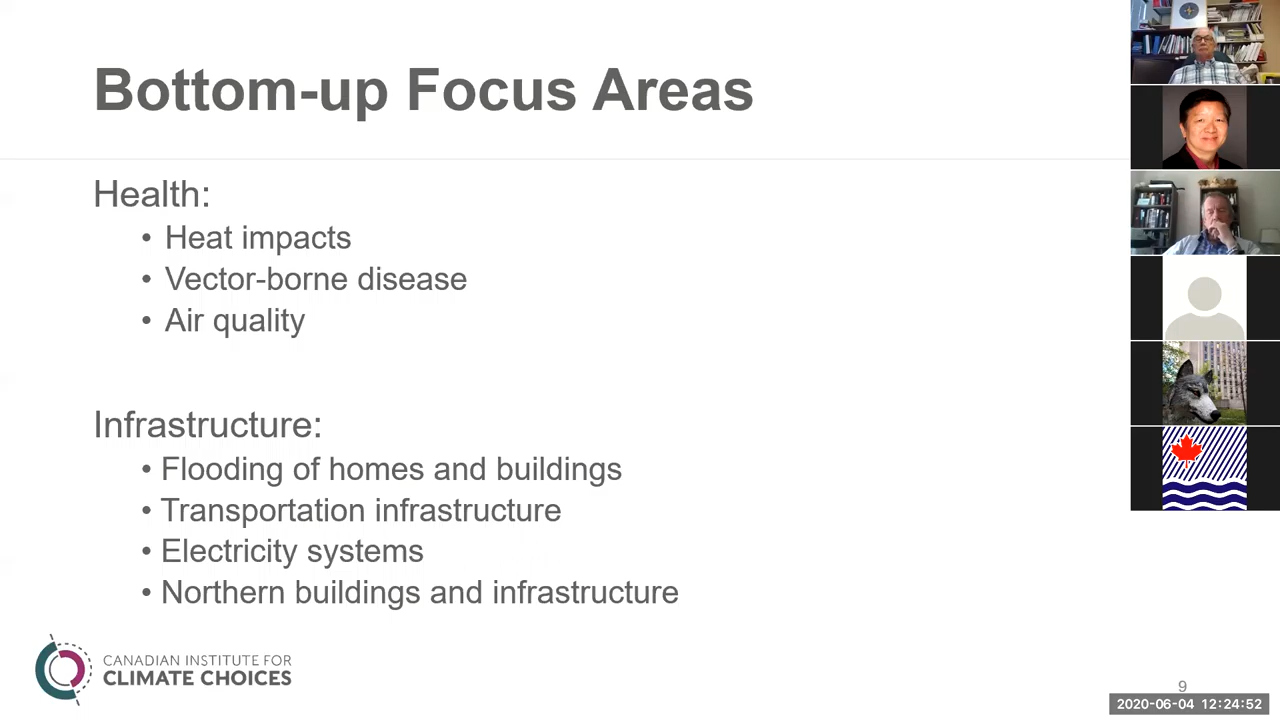 Bottom-up Focus Areas
Health:
• Heat impacts
• Vector-borne disease
• Air quality
Infrastructure:
• Flooding of homes and buildings
• Transportation infrastructure
• Electricity systems
• Northern buildings and infrastructure
CANADIAN INSTITUTE FOR
CLIMATE CHOICES
9
2020-06-04 12:24:52